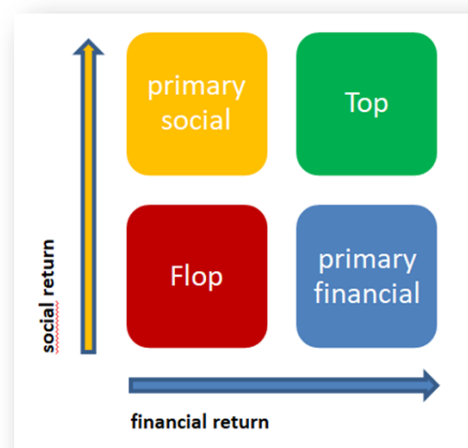 primary
social
Top
Flop
primary
financial
social return
financial return